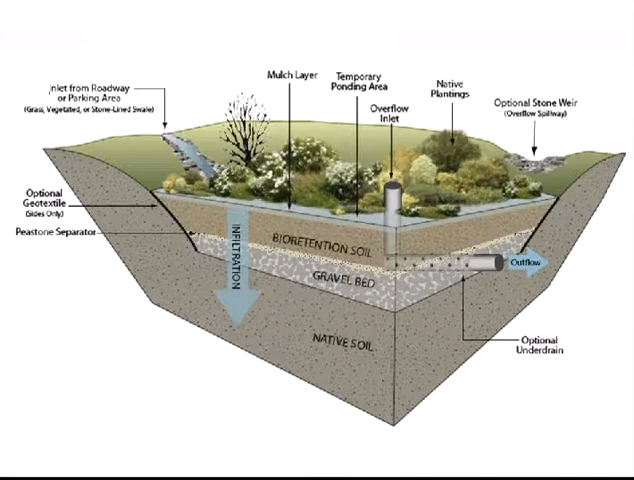 Inlet from Roadway
or Parking Area
(Grass, Vegetated, or Stone-Lined Swale)
Mulch Layer
Temporary
Ponding Area
Overflow
Inlet
Native
Plantings
Optional Stone Weir
(Overflow Spillway)
Optional
Geotextile
(Sides Only)
Peastone Separator
INFILTRATION
BIORETENTION SOIL
GRAVEL BED
NATIVE SOIL
Outflow
Optional
Underdrain